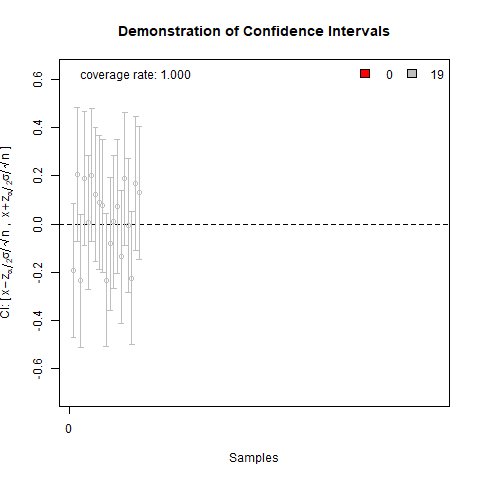 Demonstration of Confidence Intervals
coverage rate: 1.000
0
19
0.6
0.4
0.2
0.0
-0.2
-0.4
-0.6
CI: [ x−zα/2σ/√n , x+zα/2σ/√n ]
0
Samples